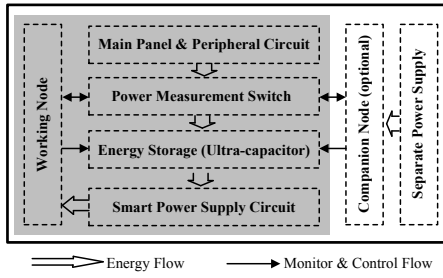 Main Panel & Peripheral Circuit
Power Measurement Switch
Energy Storage (Ultra-capacitor)
Smart Power Supply Circuit
Working Node
Companion Node (optional)
Separate Power Supply
Energy Flow
Monitor & Control Flow